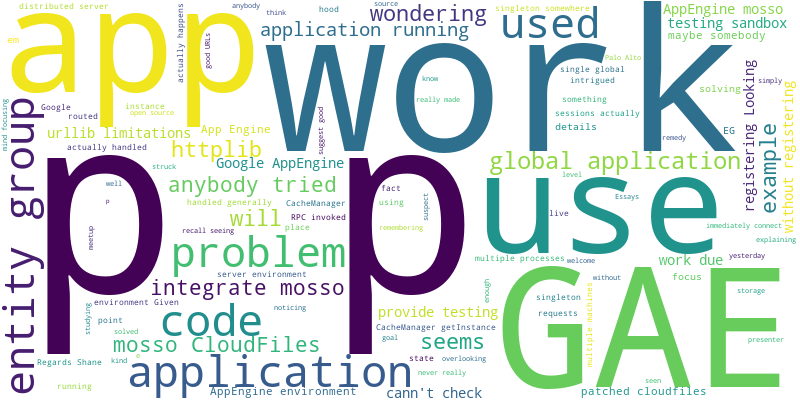 distributed server
actually happens
good URLs
anybody
hood
source
think
wondering
singleton somewhere
AppEngine mosso
testing sandbox
maybe somebody
app
work
em
Google
routed
instance
open source
application running
used
single global
intrigued
Palo Alto
something
sessions actually
details
know
really made
solving
EG
simply
mind focusing
urllib limitations
App Engine
actually handled
httplib
suggest good
remedy
registering Looking
without registering
entity group
p
p
struck
Google AppEngine
global application
example
anybody tried
well
p
handled generally
CacheManager
fact
using
level
Essays
use
will
RPC invoked
place
suspect
live
immediately connect
explaining
meetup
recall seeing
remembering
problem
multiple processes
welcome
work due
yesterday
server environment
integrate mosso
noticing
focus
without
environment Given
studying
point
code
provide testing
enough
singleton
requests
multiple machines
storage
GAE
solved
mosso CloudFiles
CacheManager getInstance
goal
seems
state
overlooking
presenter
Regards Shane
kind
e
never really
seen
running
application
AppEngine environment
cann't check
patched cloudfiles